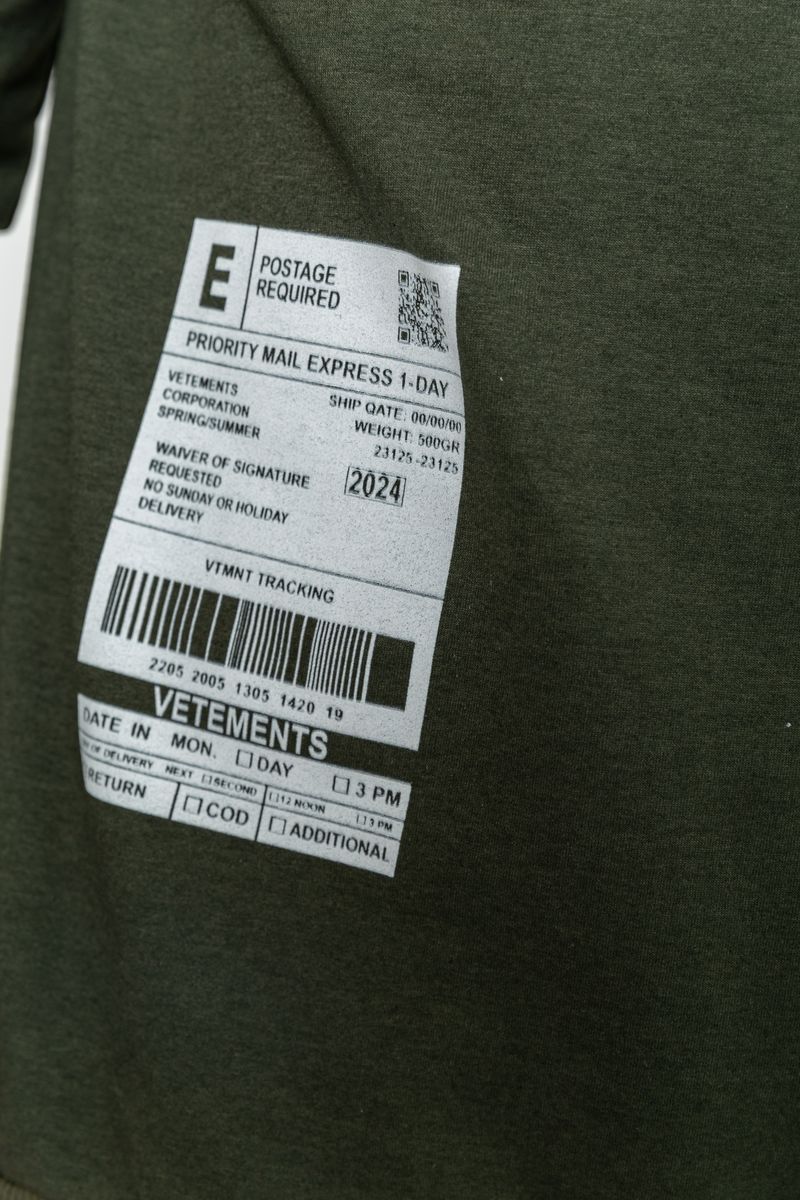 E
POSTAGE
REQUIRED
PRIORITY MAIL EXPRESS 1-DAY
VETEMENTS
CORPORATION
SPRING/SUMMER
SHIP QATE: 00/00/00
WEIGHT: 500GR
23125-23125
WAIVER OF SIGNATURE
REQUESTED
NO SUNDAY OR HOLIDAY
DELIVERY
2024
VTMNT TRACKING
2205 2005 1305 1420 19
VETEMENTS
DATE IN MON. DAY 3 PM
OF DELIVERY NEXT SECOND 12 NOON 3 PM
RETURN COD ADDITIONAL